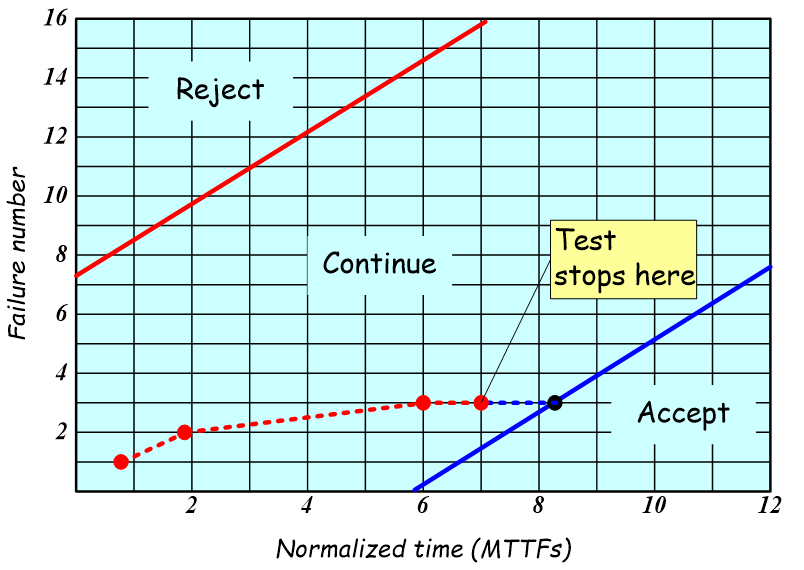 16
14
12
10
8
6
4
2
Reject
Continue
Test
stops here
Accept
2
4
6
8
10
12
Failure number
Normalized time (MTTFs)